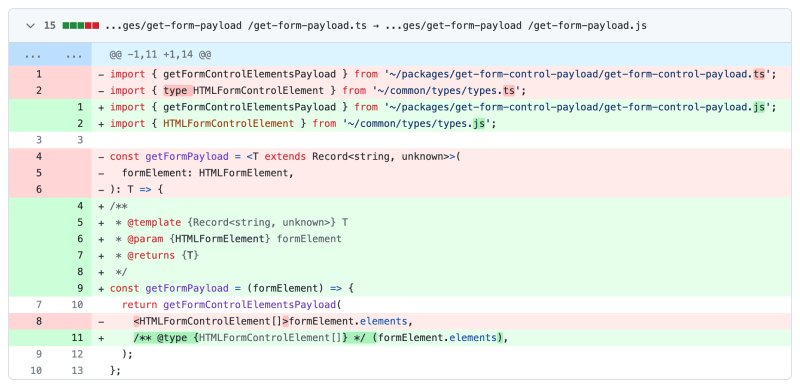 15 ...ges/get-form-payload /get-form-payload.ts → ...ges/get-form-payload /get-form-payload.js
... ... @@ -1,11 +1,14 @@
1 - import { getFormControlElementsPayload } from '~/packages/get-form-control-payload/get-form-control-payload.ts';
2 - import { type HTMLFormControlElement } from '~/common/types/types.ts';
1 + import { getFormControlElementsPayload } from '~/packages/get-form-control-payload/get-form-control-payload.js';
2 + import { HTMLFormControlElement } from '~/common/types/types.js';
3 3
4 - const getFormPayload = <T extends Record<string, unknown>>(
5 - formElement: HTMLFormElement,
6 - ): T => {
4 + /**
5 + * @template {Record<string, unknown>} T
6 + * @param {HTMLFormElement} formElement
7 + * @returns {T}
8 + */
9 + const getFormPayload = (formElement) => {
7 10 return getFormControlElementsPayload(
8 - <HTMLFormControlElement[]>formElement.elements,
11 + /** @type {HTMLFormControlElement[]} */ (formElement.elements),
9 12 );
10 13 };